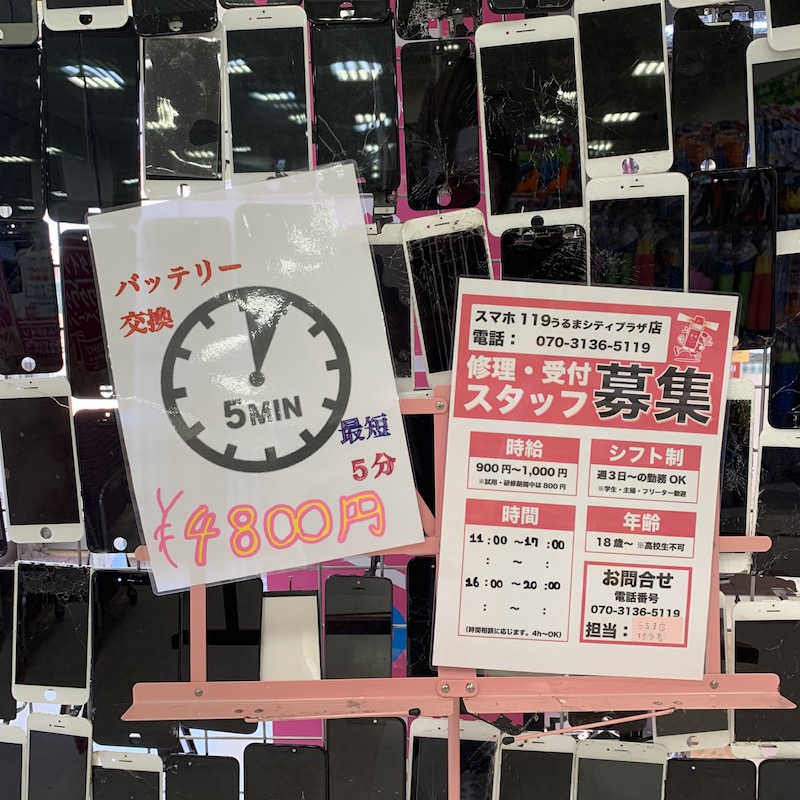 バッテリー
交換
5MIN
最短
5分
¥4800円
スマホ119うるまシティプラザ店
電話： 070-3136-5119
修理・受付
スタッフ
募集
時給
900円〜1,000円
※試用・研修期間中は800円
シフト制
週3日〜の勤務OK
※学生・主婦・フリーター歓迎
時間
11:00 〜17:00
: 〜 :
16:00 〜20:00
: 〜 :
(時間相談に応じます。4h〜OK)
年齢
18歳〜 ※高校生不可
お問合せ
電話番号
070-3136-5119
担当：うるま店
担当者